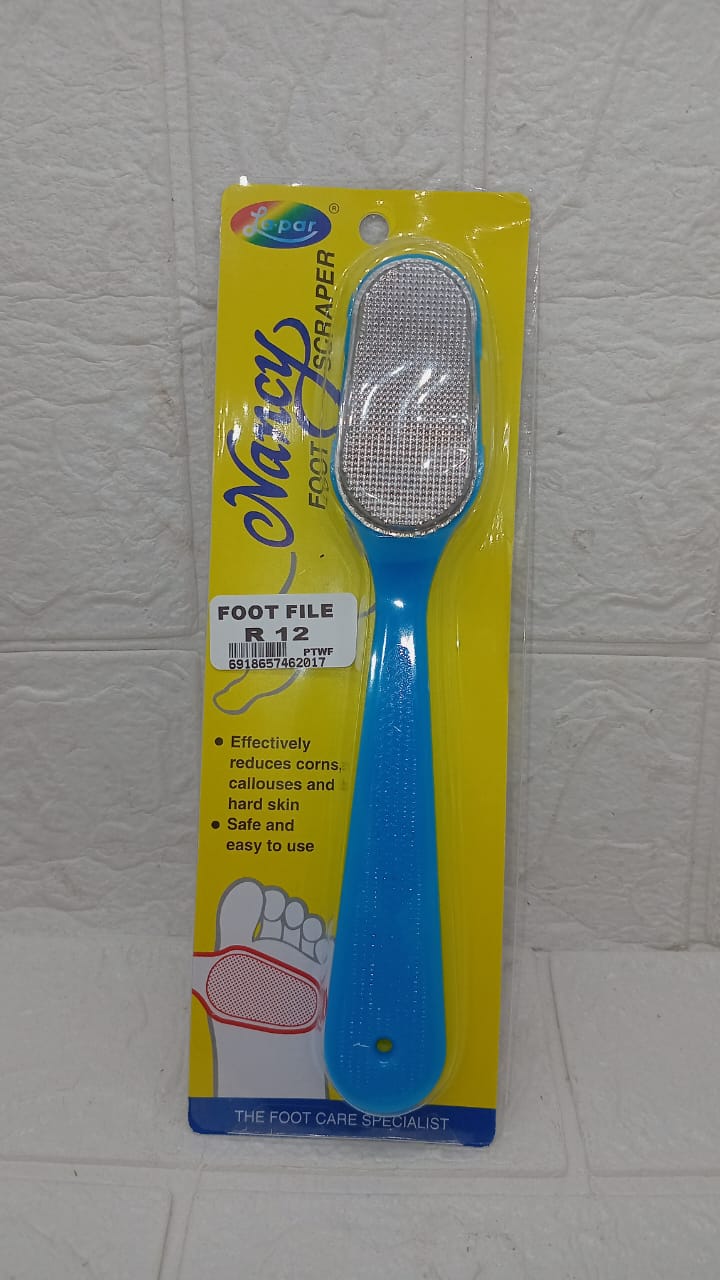 La-par ®
Nancy
FOOT SCRAPER
FOOT FILE
R 12
PTWF
6918657462017
● Effectively
reduces corns,
callouses and
hard skin
● Safe and
easy to use
THE FOOT CARE SPECIALIST